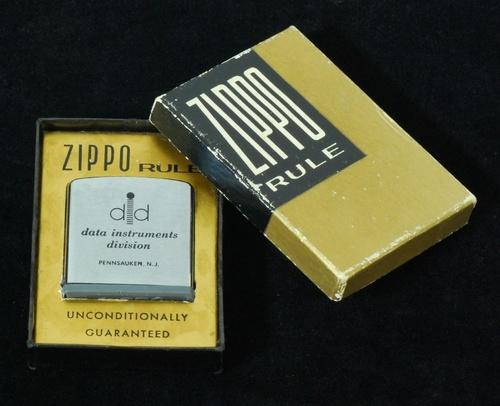 ZIPPO
RULE
ZIPPO RULE
did
data instruments
division
PENNSAUKEN, N.J.
UNCONDITIONALLY
GUARANTEED